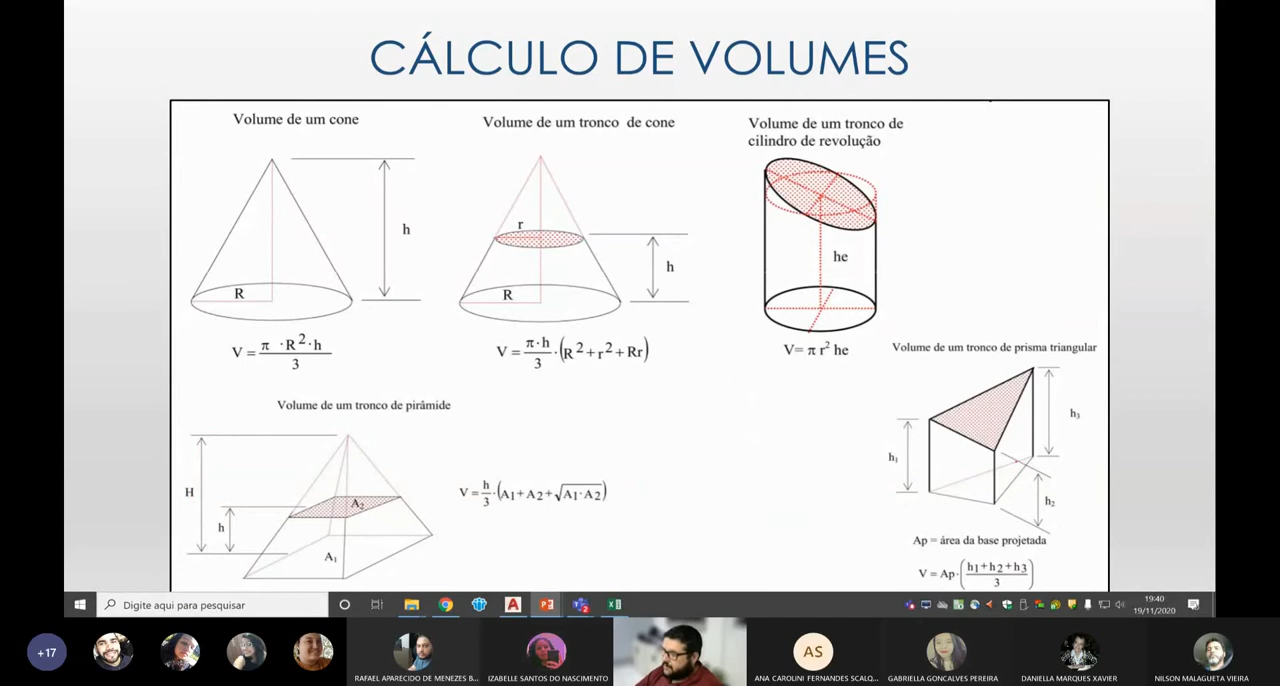 CÁLCULO DE VOLUMES
Volume de um cone
h
R
V = π · R² · h / 3
Volume de um tronco de cone
r
h
R
V = π · h / 3 · (R² + r² + Rr)
Volume de um tronco de
cilindro de revolução
he
V= π r² he
Volume de um tronco de prisma triangular
h₁
h₃
h₂
Ap = área da base projetada
V = Ap · (h₁ + h₂ + h₃ / 3)
Volume de um tronco de pirâmide
H
h
A₂
A₁
V = h / 3 · (A₁ + A₂ + √A₁ · A₂)
Digite aqui para pesquisar
19:40
19/11/2020
+17
RAFAEL APARECIDO DE MENEZES B...
IZABELLE SANTOS DO NASCIMENTO
AS
ANA CAROLINI FERNANDES SCALQ...
GABRIELLA GONCALVES PEREIRA
DANIELLA MARQUES XAVIER
NILSON MALAGUETA VIEIRA